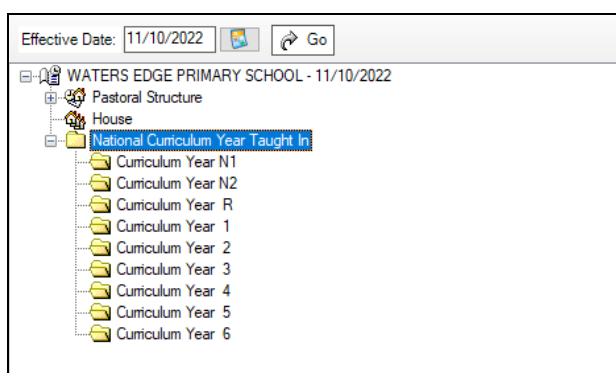 Effective Date: 11/10/2022 Go
WATERS EDGE PRIMARY SCHOOL - 11/10/2022
Pastoral Structure
House
National Curriculum Year Taught In
Curriculum Year N1
Curriculum Year N2
Curriculum Year R
Curriculum Year 1
Curriculum Year 2
Curriculum Year 3
Curriculum Year 4
Curriculum Year 5
Curriculum Year 6